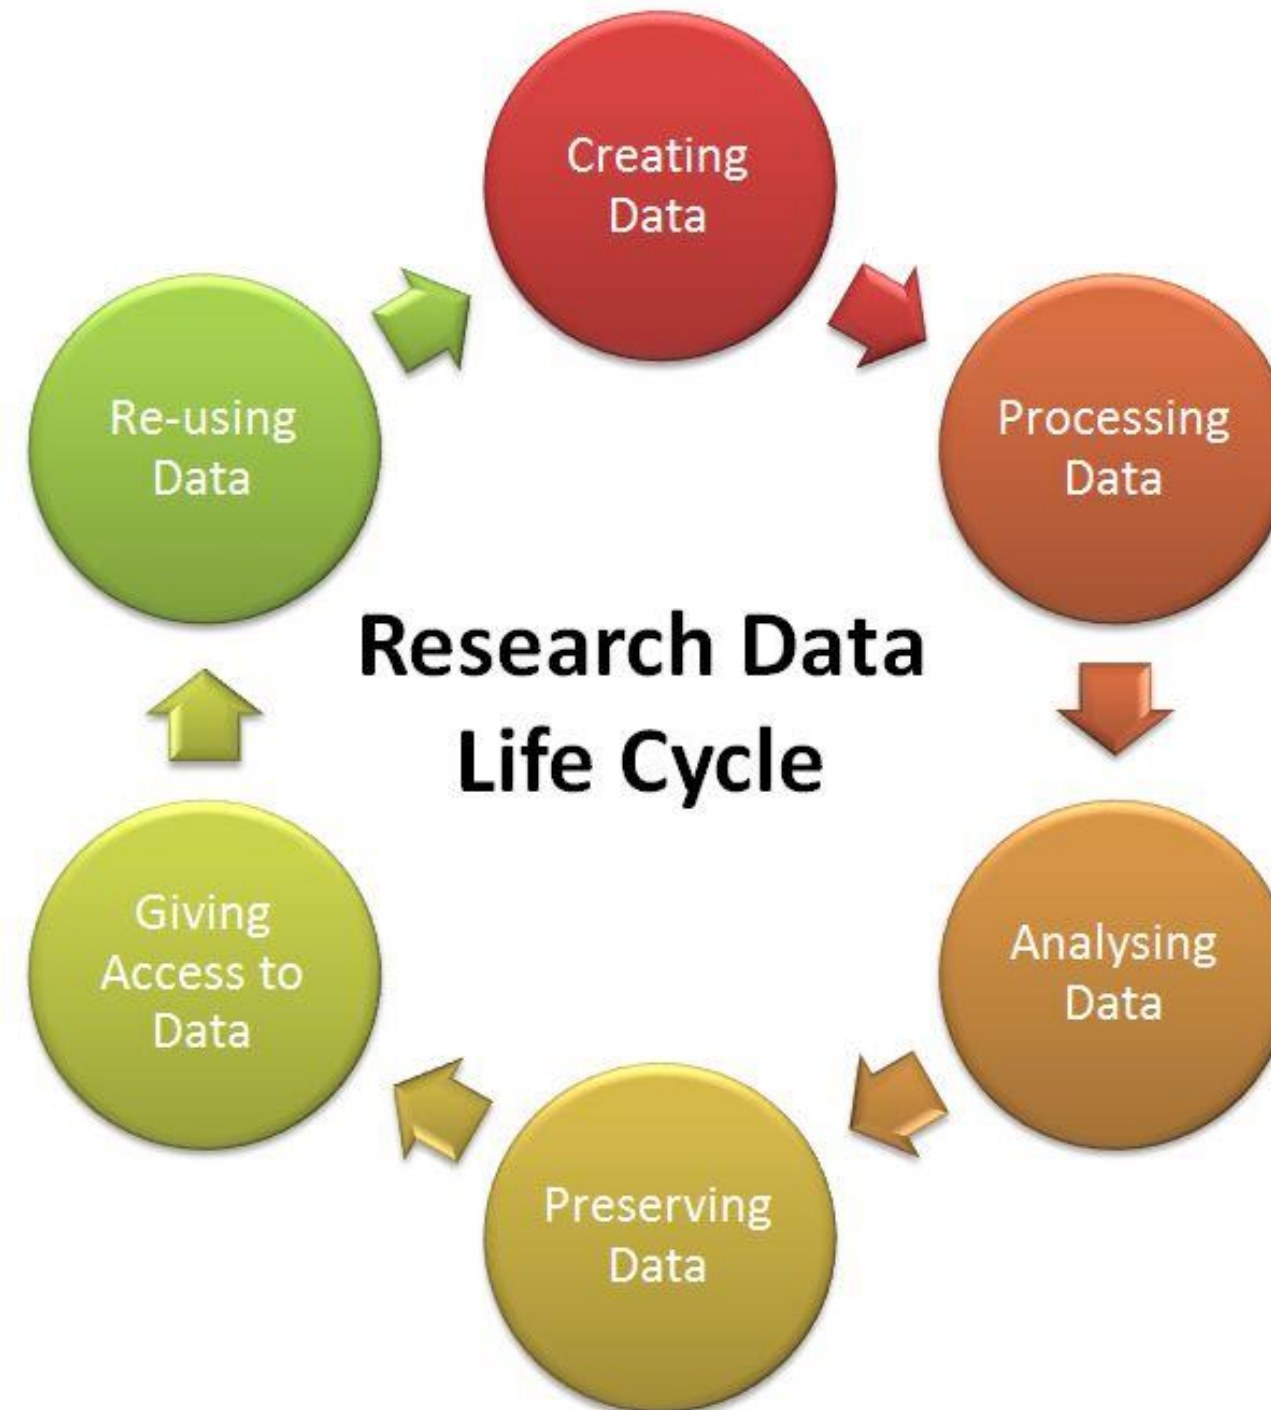 Creating
Data
Processing
Data
Analysing
Data
Preserving
Data
Giving
Access to
Data
Re-using
Data
Research Data
Life Cycle